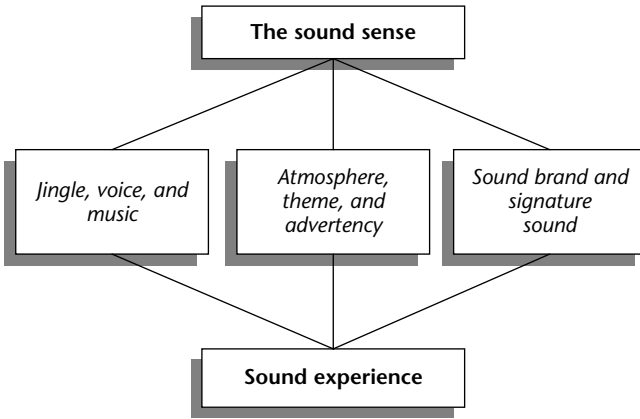 The sound sense
Jingle, voice, and
music
Atmosphere,
theme, and
advertency
Sound brand and
signature
sound
Sound experience